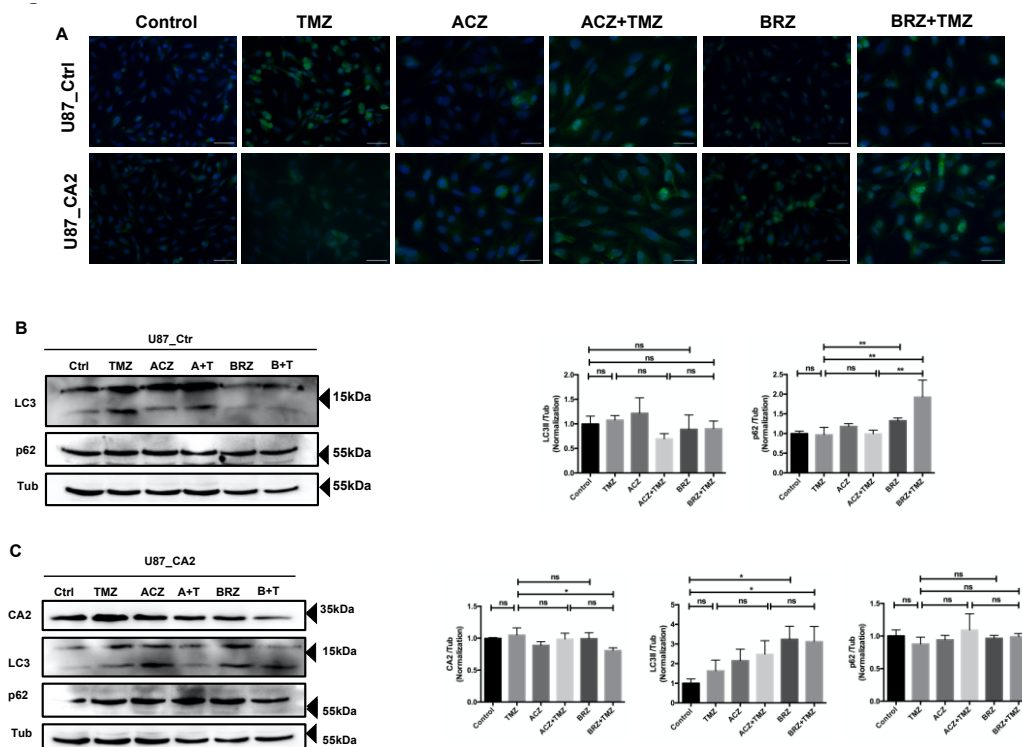 Control TMZ ACZ ACZ+TMZ BRZ BRZ+TMZ
A
U87_Ctrl
U87_CA2
B
U87_Ctr
Ctrl TMZ ACZ A+T BRZ B+T
LC3
15kDa
p62
55kDa
Tub
55kDa
ns
ns
ns ns ns
LC3II /Tub
(Normalization)
2.0
1.5
1.0
0.5
0.0
Control TMZ ACZ ACZ+TMZ BRZ BRZ+TMZ
**
**
ns ns **
p62 /Tub
(Normalization)
2.5
2.0
1.5
1.0
0.5
0.0
Control TMZ ACZ ACZ+TMZ BRZ BRZ+TMZ
C
U87_CA2
Ctrl TMZ ACZ A+T BRZ B+T
CA2
35kDa
LC3
15kDa
p62
55kDa
Tub
55kDa
ns
*
ns ns ns
CA2 /Tub
(Normalization)
1.5
1.0
0.5
0.0
Control TMZ ACZ ACZ+TMZ BRZ BRZ+TMZ
*
*
ns ns ns
LC3II /Tub
(Normalization)
5
4
3
2
1
0
Control TMZ ACZ ACZ+TMZ BRZ BRZ+TMZ
ns
ns
ns ns ns
p62 /Tub
(Normalization)
1.5
1.0
0.5
0.0
Control TMZ ACZ ACZ+TMZ BRZ BRZ+TMZ